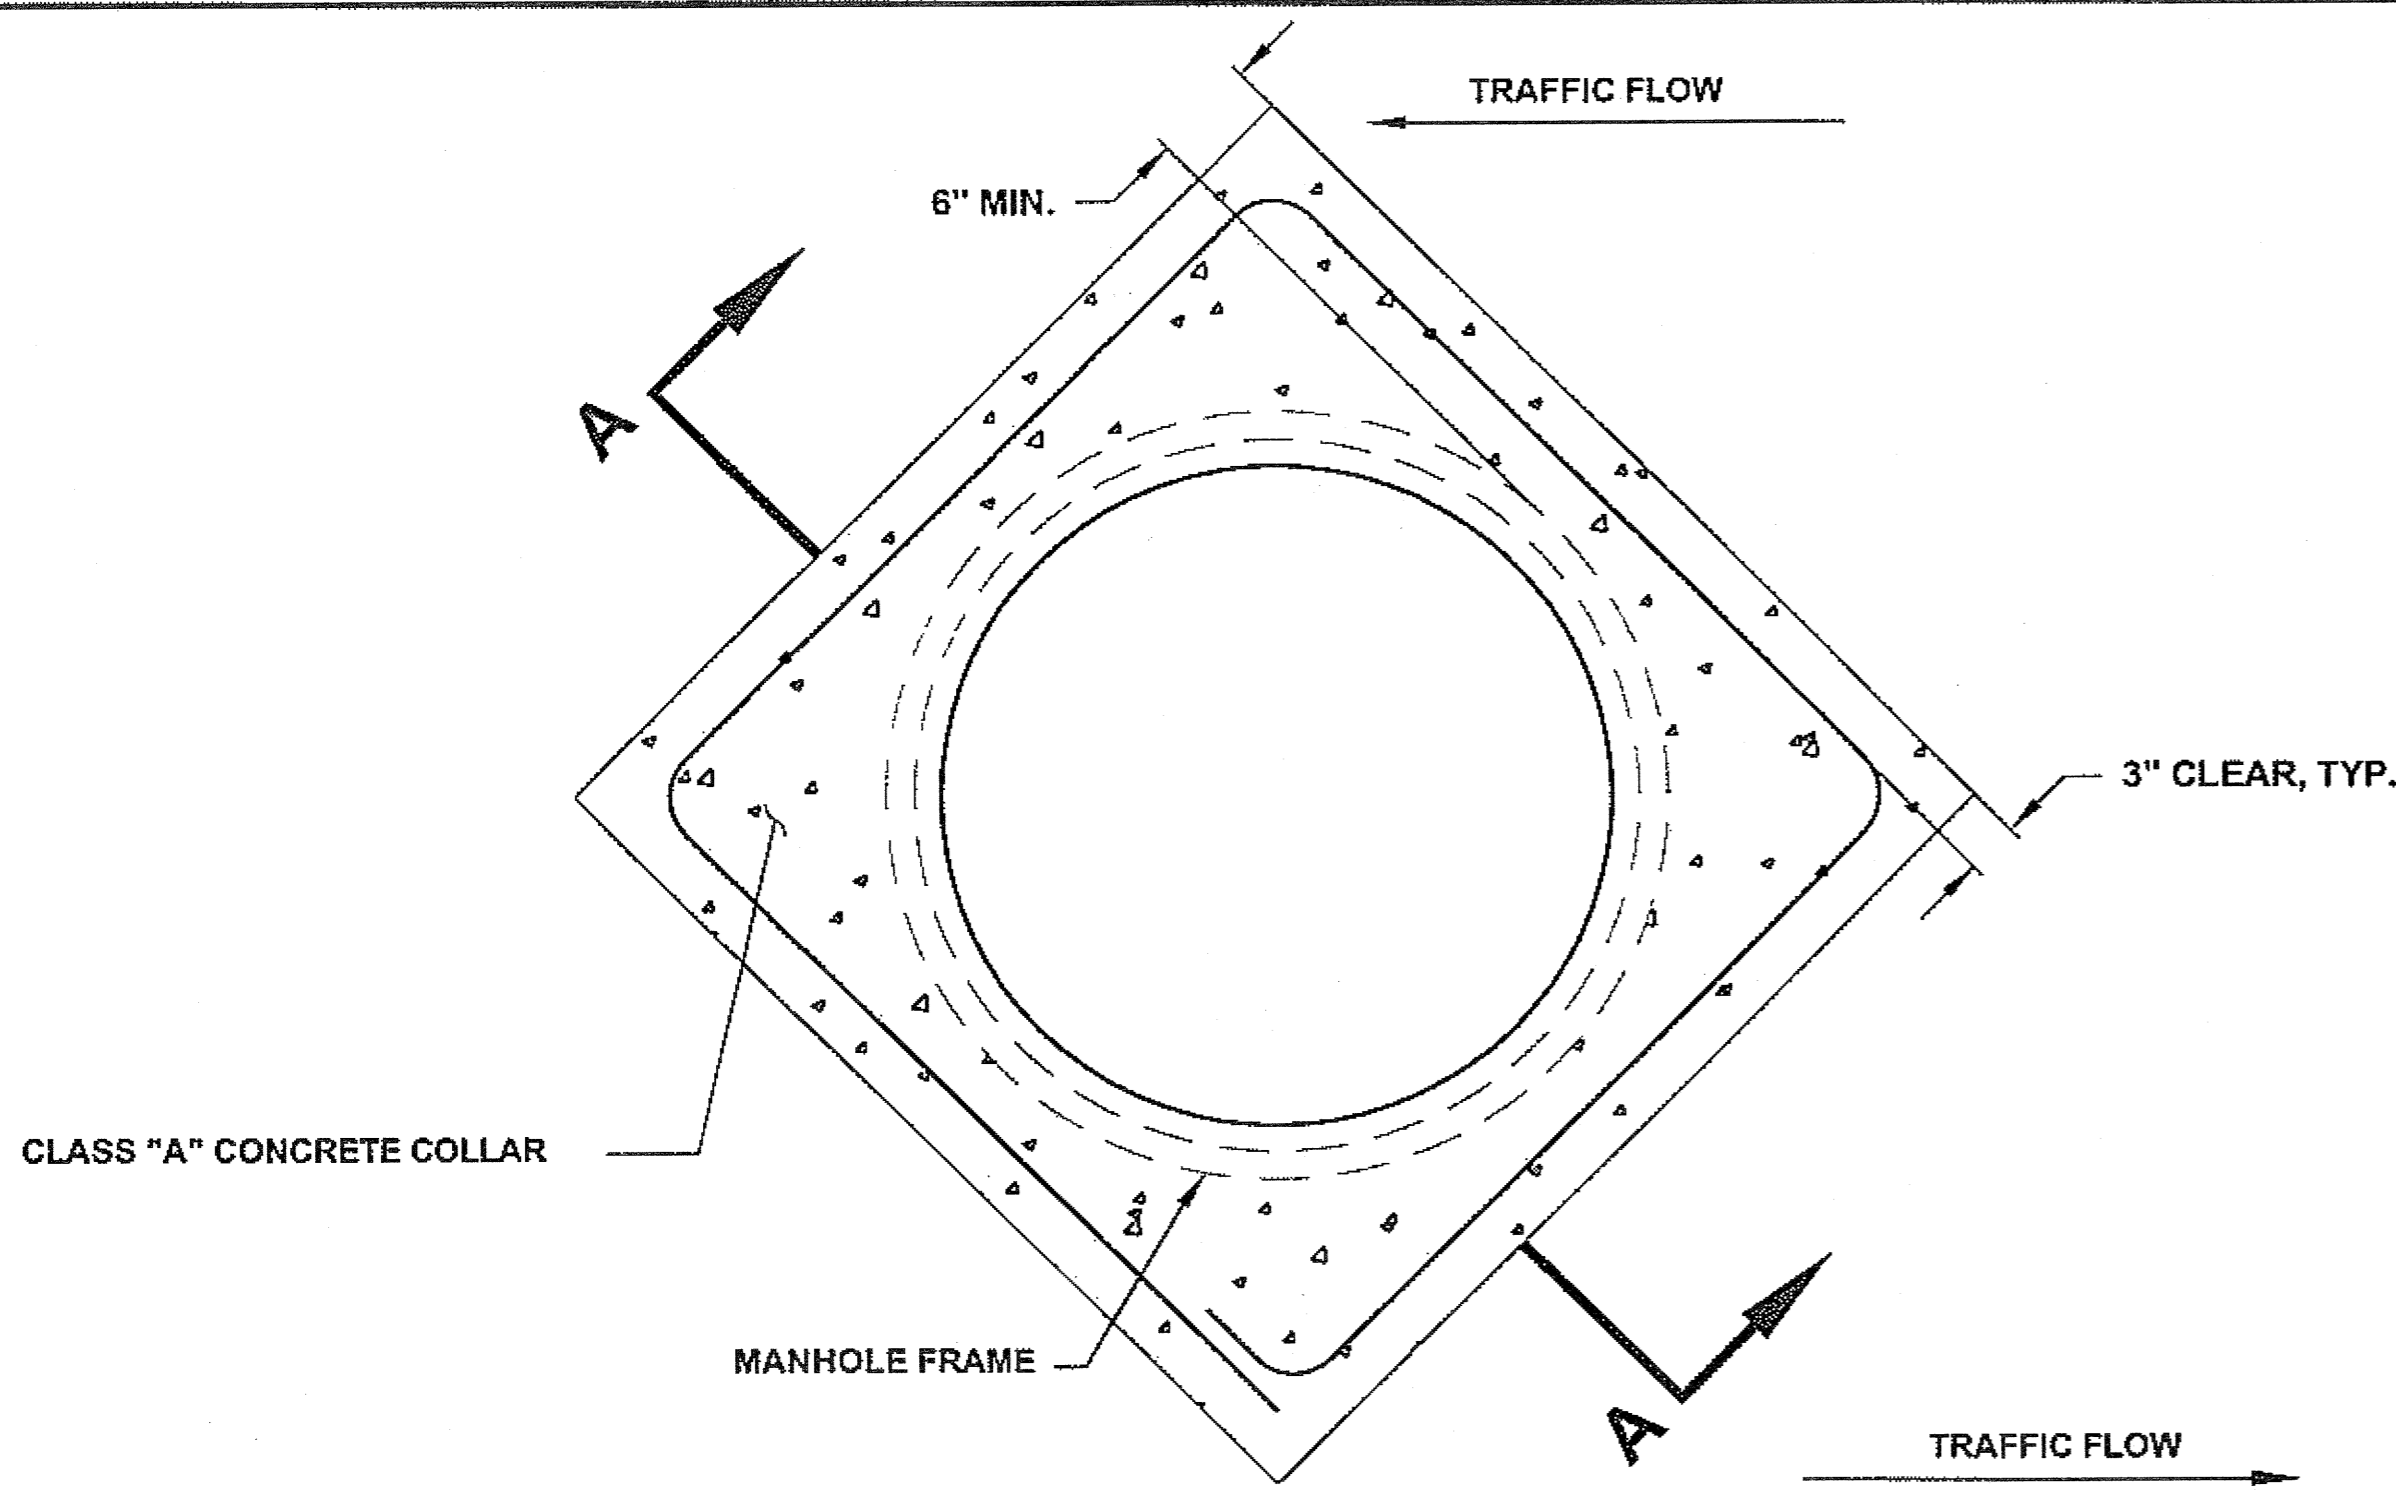 TRAFFIC FLOW
6" MIN.
A
3" CLEAR, TYP.
CLASS "A" CONCRETE COLLAR
MANHOLE FRAME
A
TRAFFIC FLOW